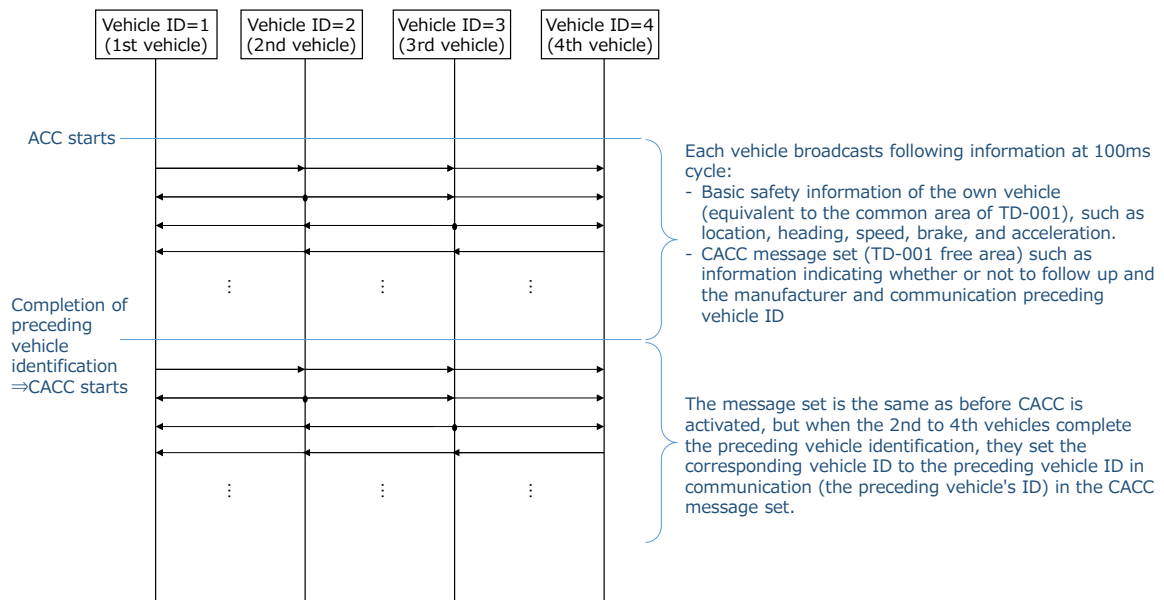 Vehicle ID=1
(1st vehicle)
Vehicle ID=2
(2nd vehicle)
Vehicle ID=3
(3rd vehicle)
Vehicle ID=4
(4th vehicle)
ACC starts
Each vehicle broadcasts following information at 100ms
cycle:
- Basic safety information of the own vehicle
(equivalent to the common area of TD-001), such as
location, heading, speed, brake, and acceleration.
- CACC message set (TD-001 free area) such as
information indicating whether or not to follow up and
the manufacturer and communication preceding
vehicle ID
Completion of
preceding
vehicle
identification
⇒CACC starts
The message set is the same as before CACC is
activated, but when the 2nd to 4th vehicles complete
the preceding vehicle identification, they set the
corresponding vehicle ID to the preceding vehicle ID in
communication (the preceding vehicle's ID) in the CACC
message set.